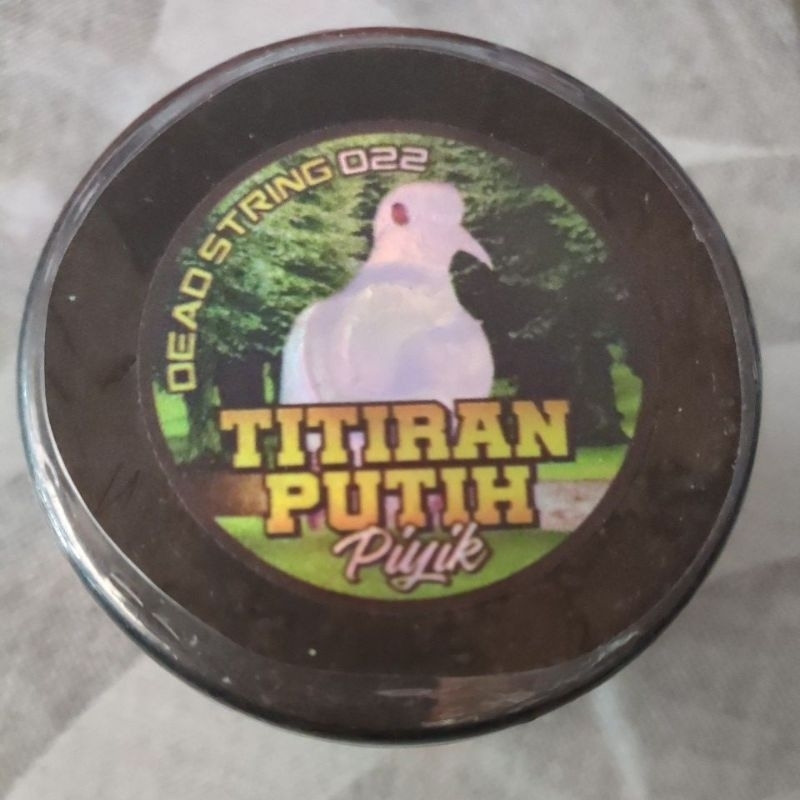 DEAD STRING 022
TITIRAN
PUTIH
Piyik